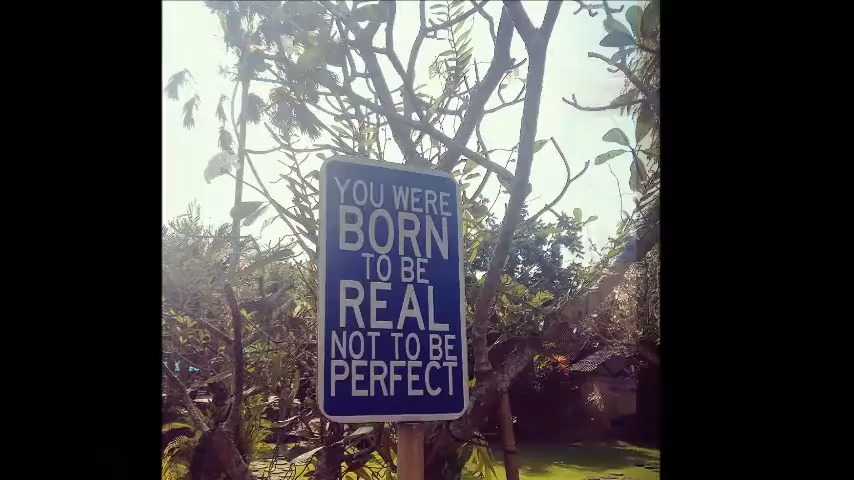 YOU WERE
BORN
TO BE
REAL
NOT TO BE
PERFECT